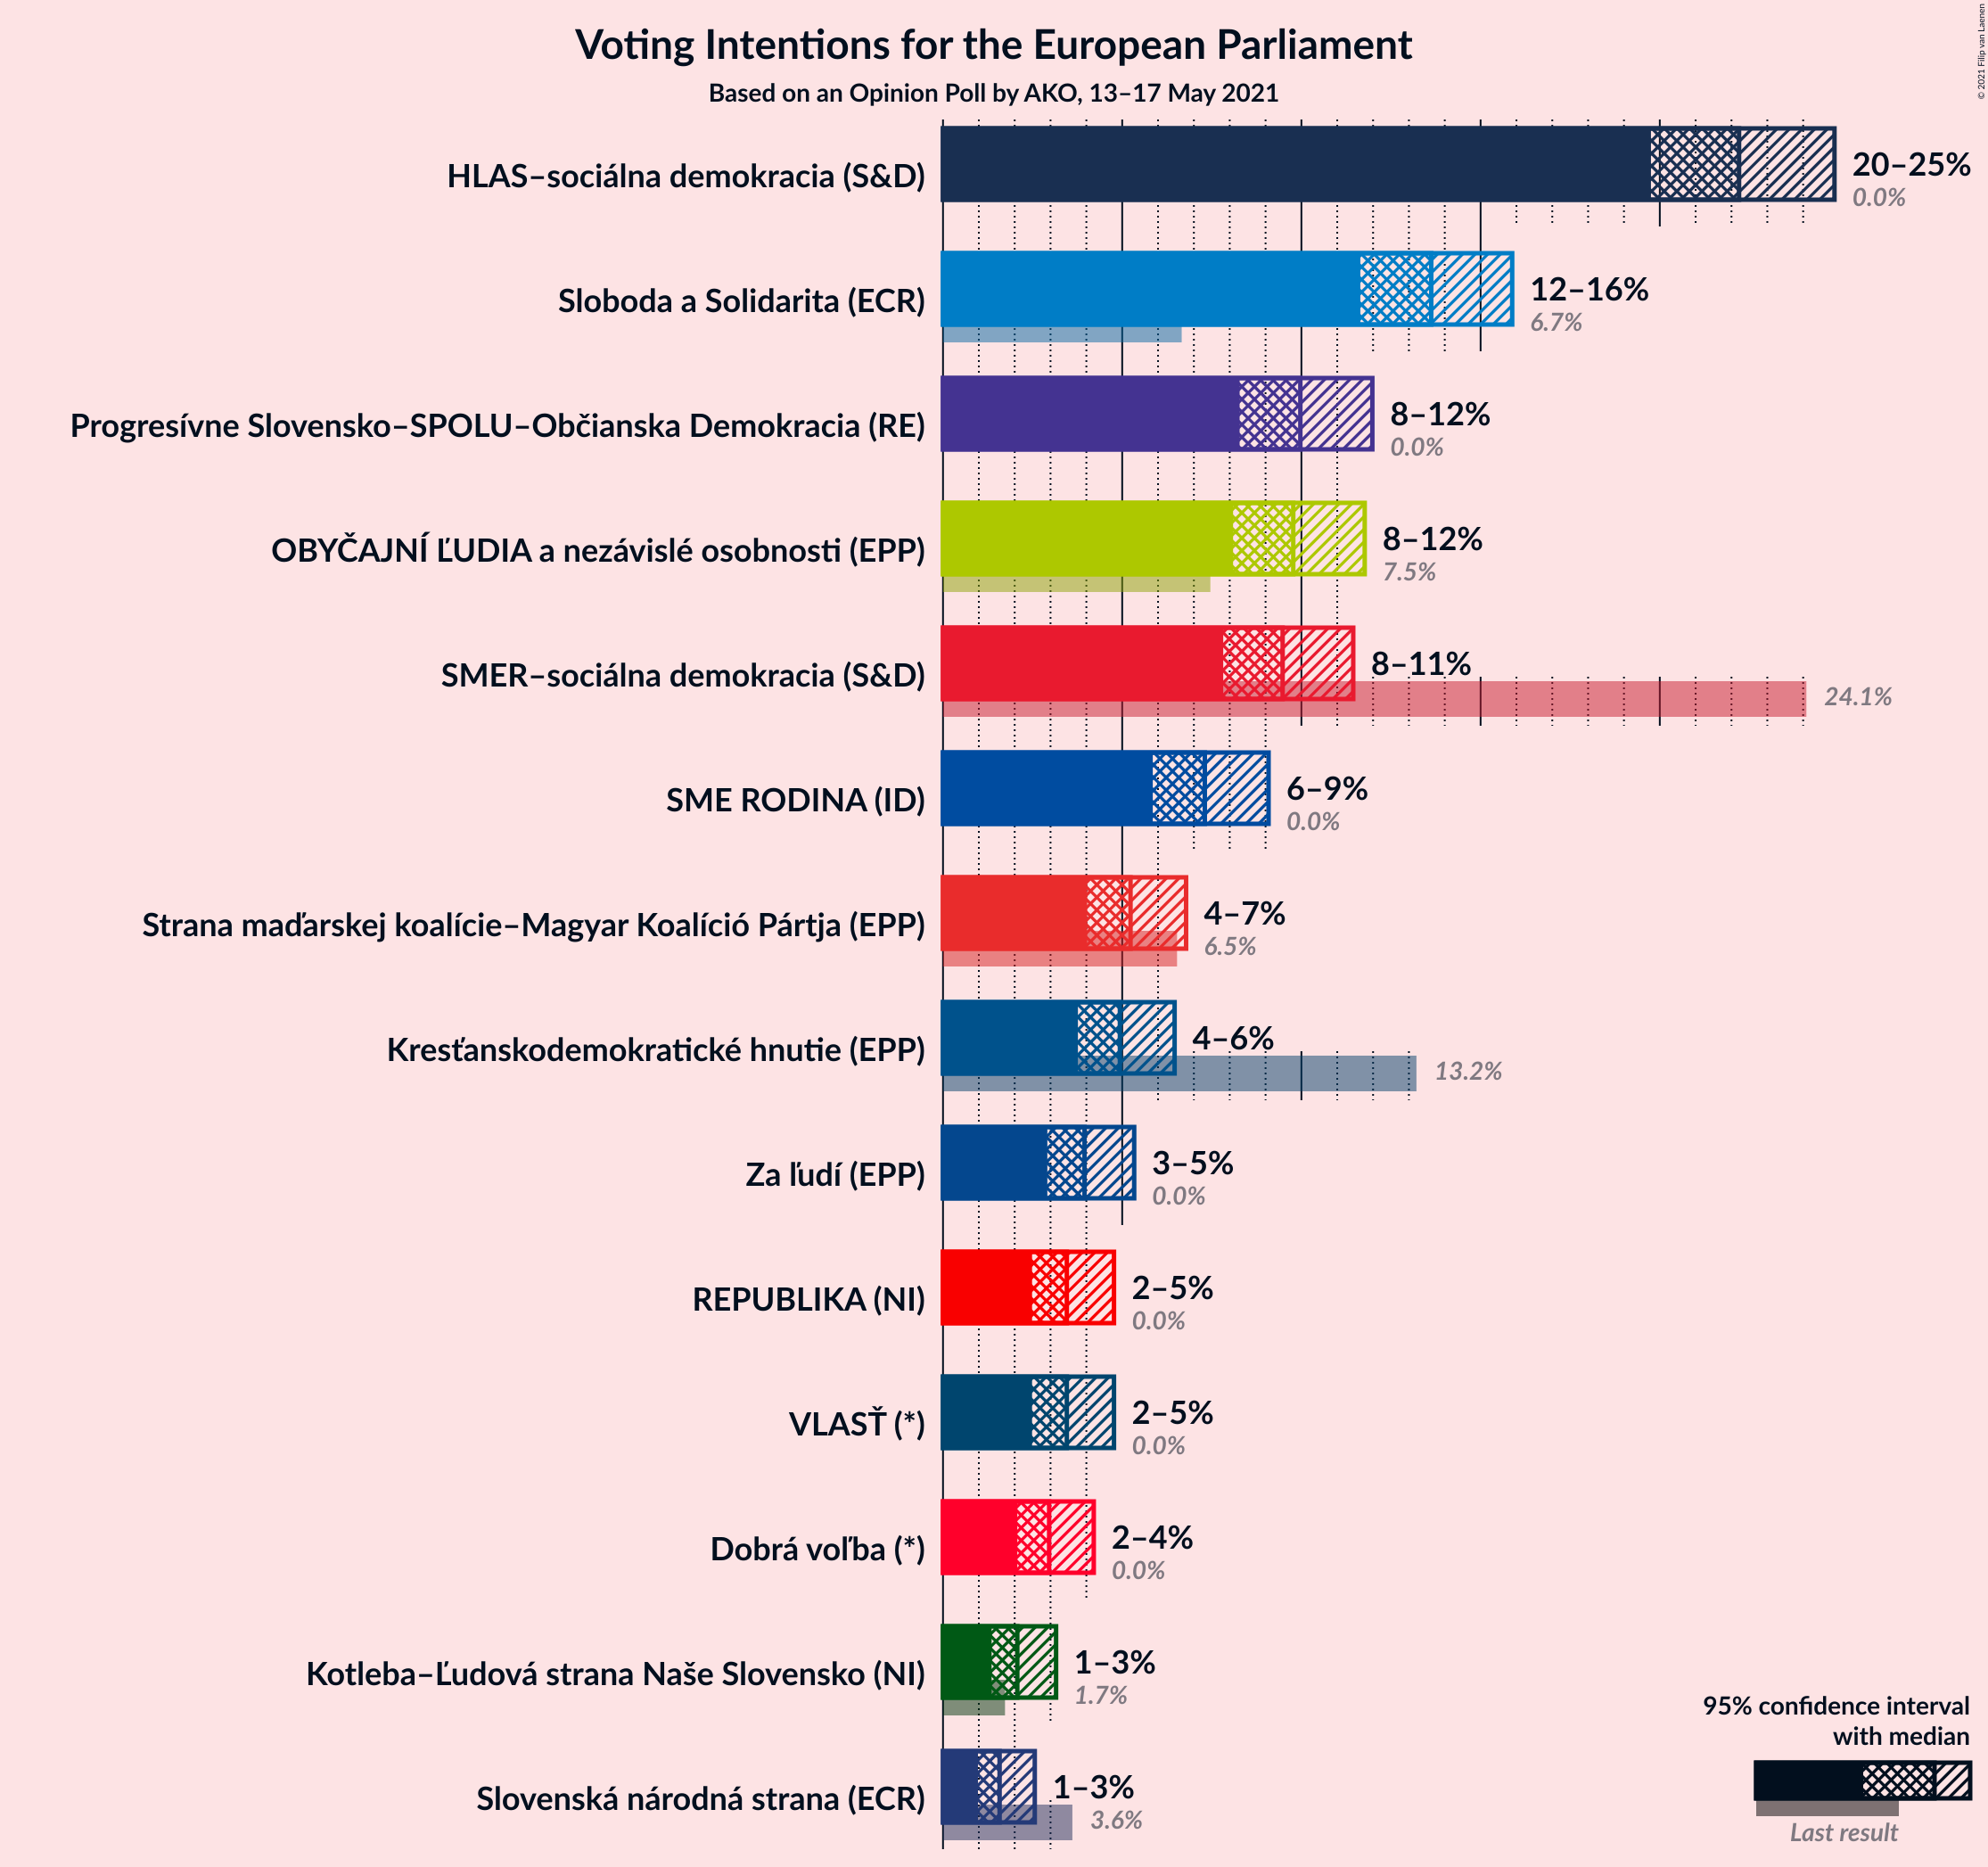 Voting Intentions for the European Parliament
Based on an Opinion Poll by AKO, 13–17 May 2021
© 2021 Filip van Laenen
HLAS–sociálna demokracia (S&D)
20–25%
0.0%
Sloboda a Solidarita (ECR)
12–16%
6.7%
Progresívne Slovensko–SPOLU–Občianska Demokracia (RE)
8–12%
0.0%
OBYČAJNÍ ĽUDIA a nezávislé osobnosti (EPP)
8–12%
7.5%
SMER–sociálna demokracia (S&D)
8–11%
24.1%
SME RODINA (ID)
6–9%
0.0%
Strana maďarskej koalície–Magyar Koalíció Pártja (EPP)
4–7%
6.5%
Kresťanskodemokratické hnutie (EPP)
4–6%
13.2%
Za ľudí (EPP)
3–5%
0.0%
REPUBLIKA (NI)
2–5%
0.0%
VLASŤ (*)
2–5%
0.0%
Dobrá voľba (*)
2–4%
0.0%
Kotleba–Ľudová strana Naše Slovensko (NI)
1–3%
1.7%
Slovenská národná strana (ECR)
1–3%
3.6%
95% confidence interval
with median
Last result